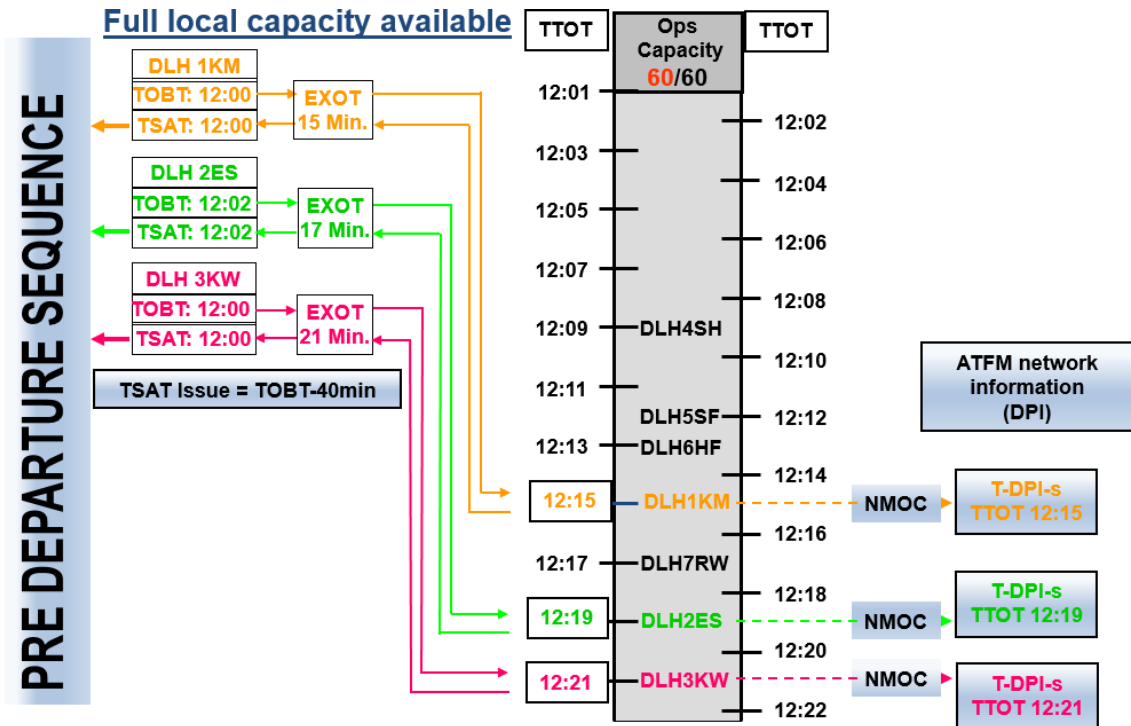 Full local capacity available
PRE DEPARTURE SEQUENCE
DLH 1KM
TOBT: 12:00
TSAT: 12:00
EXOT
15 Min.
DLH 2ES
TOBT: 12:02
TSAT: 12:02
EXOT
17 Min.
DLH 3KW
TOBT: 12:00
TSAT: 12:00
EXOT
21 Min.
TSAT Issue = TOBT-40min
TTOT
Ops
Capacity
60/60
TTOT
12:01
12:02
12:03
12:04
12:05
12:06
12:07
12:08
12:09
DLH4SH
12:10
12:11
DLH5SF
12:12
12:13
DLH6HF
12:14
12:15
DLH1KM
12:16
12:17
DLH7RW
12:18
12:19
DLH2ES
12:20
12:21
DLH3KW
12:22
ATFM network
information
(DPI)
NMOC
T-DPI-s
TTOT 12:15
NMOC
T-DPI-s
TTOT 12:19
NMOC
T-DPI-s
TTOT 12:21